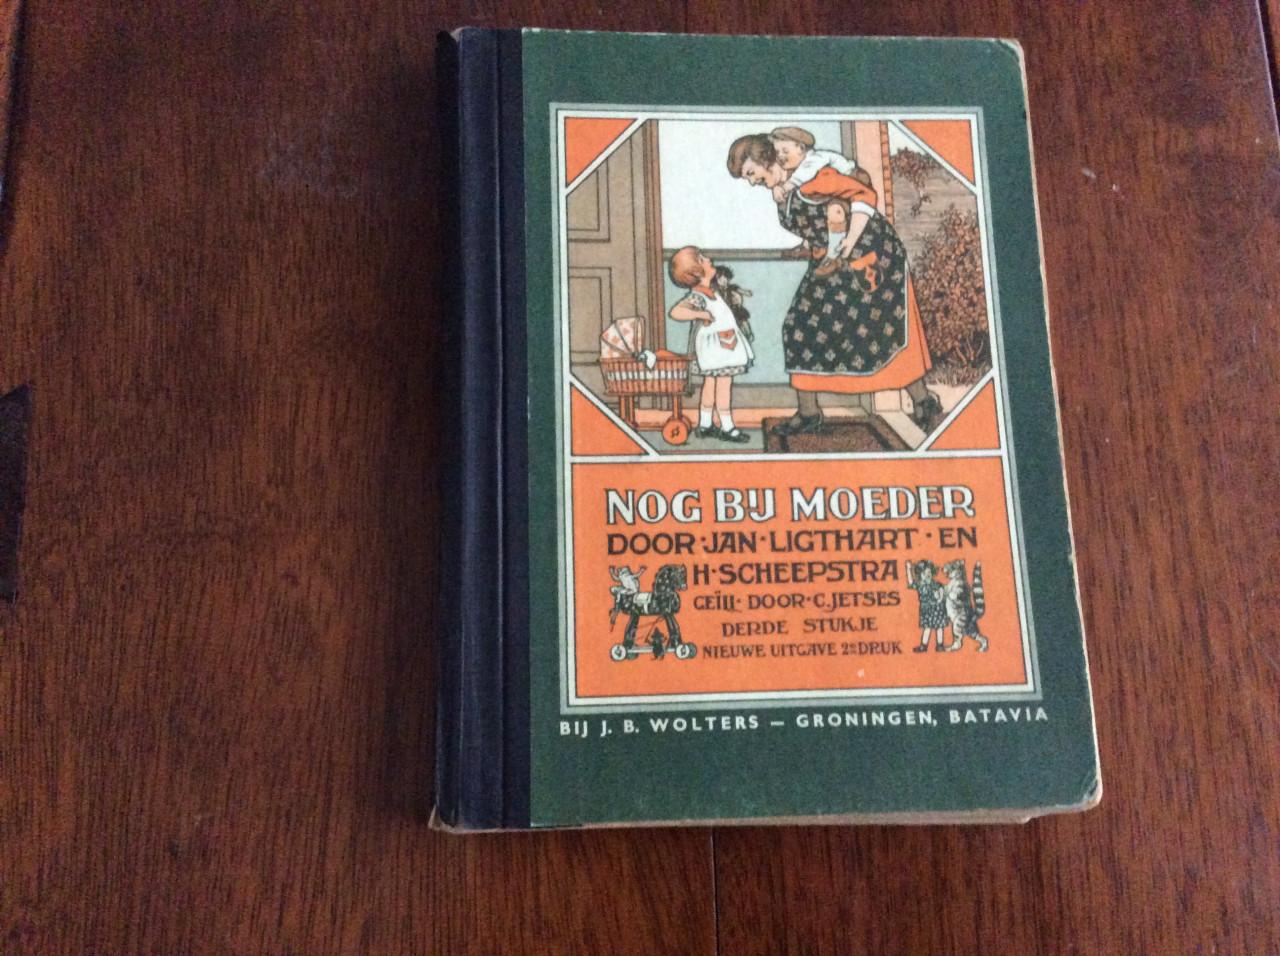 NOG BIJ MOEDER
DOOR·JAN·LIGTHART·EN
H·SCHEEPSTRA
GEÏLL·DOOR·C.JETSES
DERDE STUKJE
NIEUWE UITGAVE 2E DRUK
BIJ J. B. WOLTERS — GRONINGEN, BATAVIA